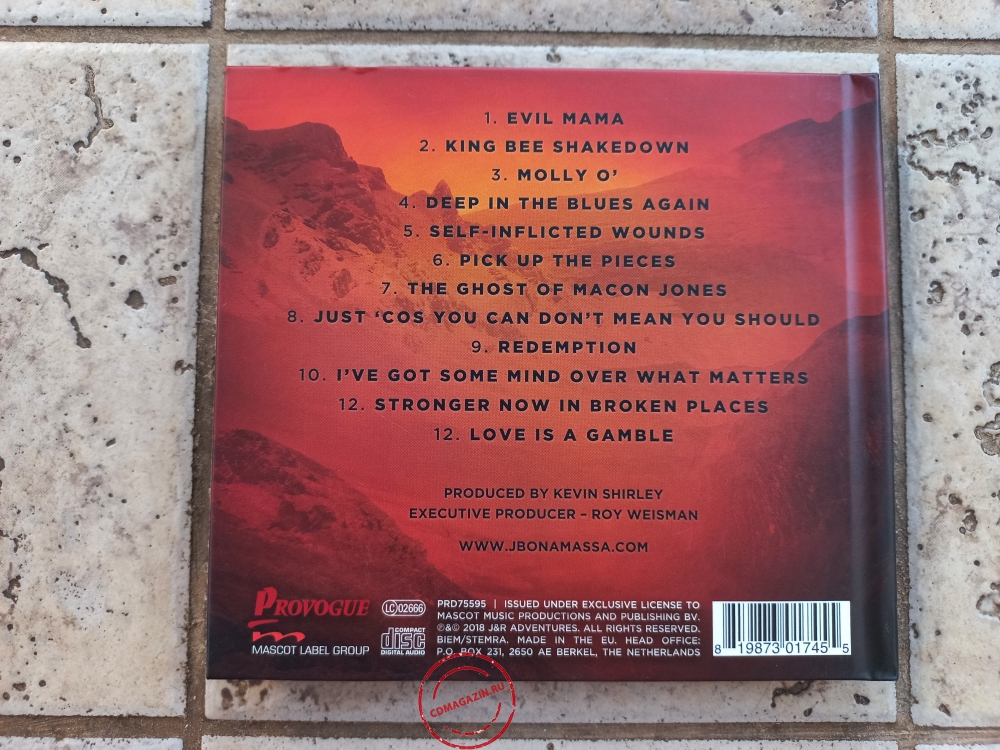 1. EVIL MAMA
2. KING BEE SHAKEDOWN
3. MOLLY O’
4. DEEP IN THE BLUES AGAIN
5. SELF-INFLICTED WOUNDS
6. PICK UP THE PIECES
7. THE GHOST OF MACON JONES
8. JUST ‘COS YOU CAN DON’T MEAN YOU SHOULD
9. REDEMPTION
10. I’VE GOT SOME MIND OVER WHAT MATTERS
12. STRONGER NOW IN BROKEN PLACES
12. LOVE IS A GAMBLE
PRODUCED BY KEVIN SHIRLEY
EXECUTIVE PRODUCER – ROY WEISMAN
WWW.JBONAMASSA.COM
PROVOGUE
MASCOT LABEL GROUP
LC 02666
COMPACT
disc
DIGITAL AUDIO
PRD75595 | ISSUED UNDER EXCLUSIVE LICENSE TO
MASCOT MUSIC PRODUCTIONS AND PUBLISHING BV.
℗&© 2018 J&R ADVENTURES. ALL RIGHTS RESERVED.
BIEM/STEMRA. MADE IN THE EU. HEAD OFFICE:
P.O. BOX 231, 2650 AE BERKEL, THE NETHERLANDS
8 19873 01745 5
CDMAGAZIN.RU